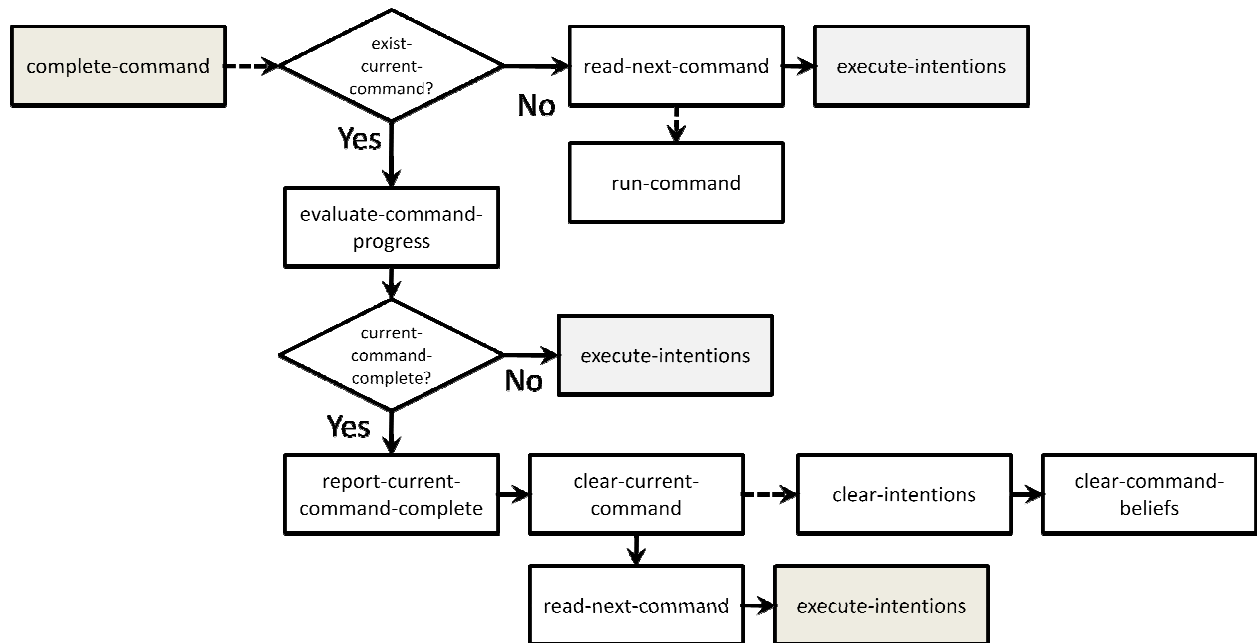 exist-
current-
command?
complete-command
read-next-command
execute-intentions
No
Yes
run-command
evaluate-command-
progress
current-
command-
complete?
execute-intentions
No
Yes
report-current-
command-complete
clear-current-
command
clear-intentions
clear-command-
beliefs
read-next-command
execute-intentions